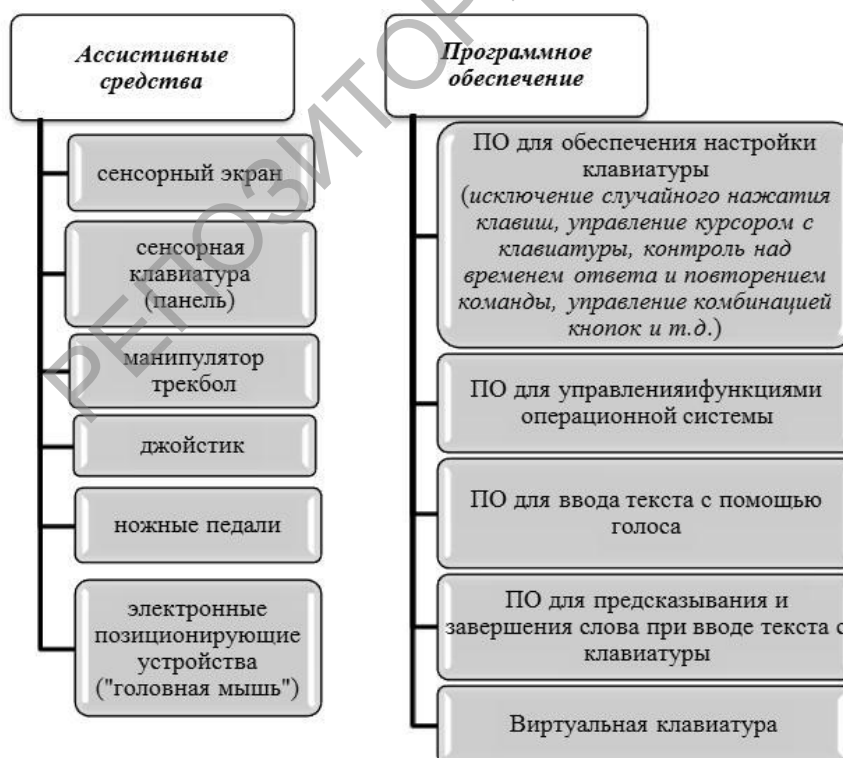 Ассистивные
средства
сенсорный экран
сенсорная
клавиатура
(панель)
манипулятор
трекбол
джойстик
ножные педали
электронные
позиционирующие
устройства
("головная мышь")
Программное
обеспечение
ПО для обеспечения настройки
клавиатуры
(исключение случайного нажатия
клавиш, управление курсором с
клавиатуры, контроль над
временем ответа и повторением
команды, управление комбинацией
кнопок и т.д.)
ПО для управленияифункциями
операционной системы
ПО для ввода текста с помощью
голоса
ПО для предсказывания и
завершения слова при вводе текста с
клавиатуры
Виртуальная клавиатура
РЕПОЗИТОР